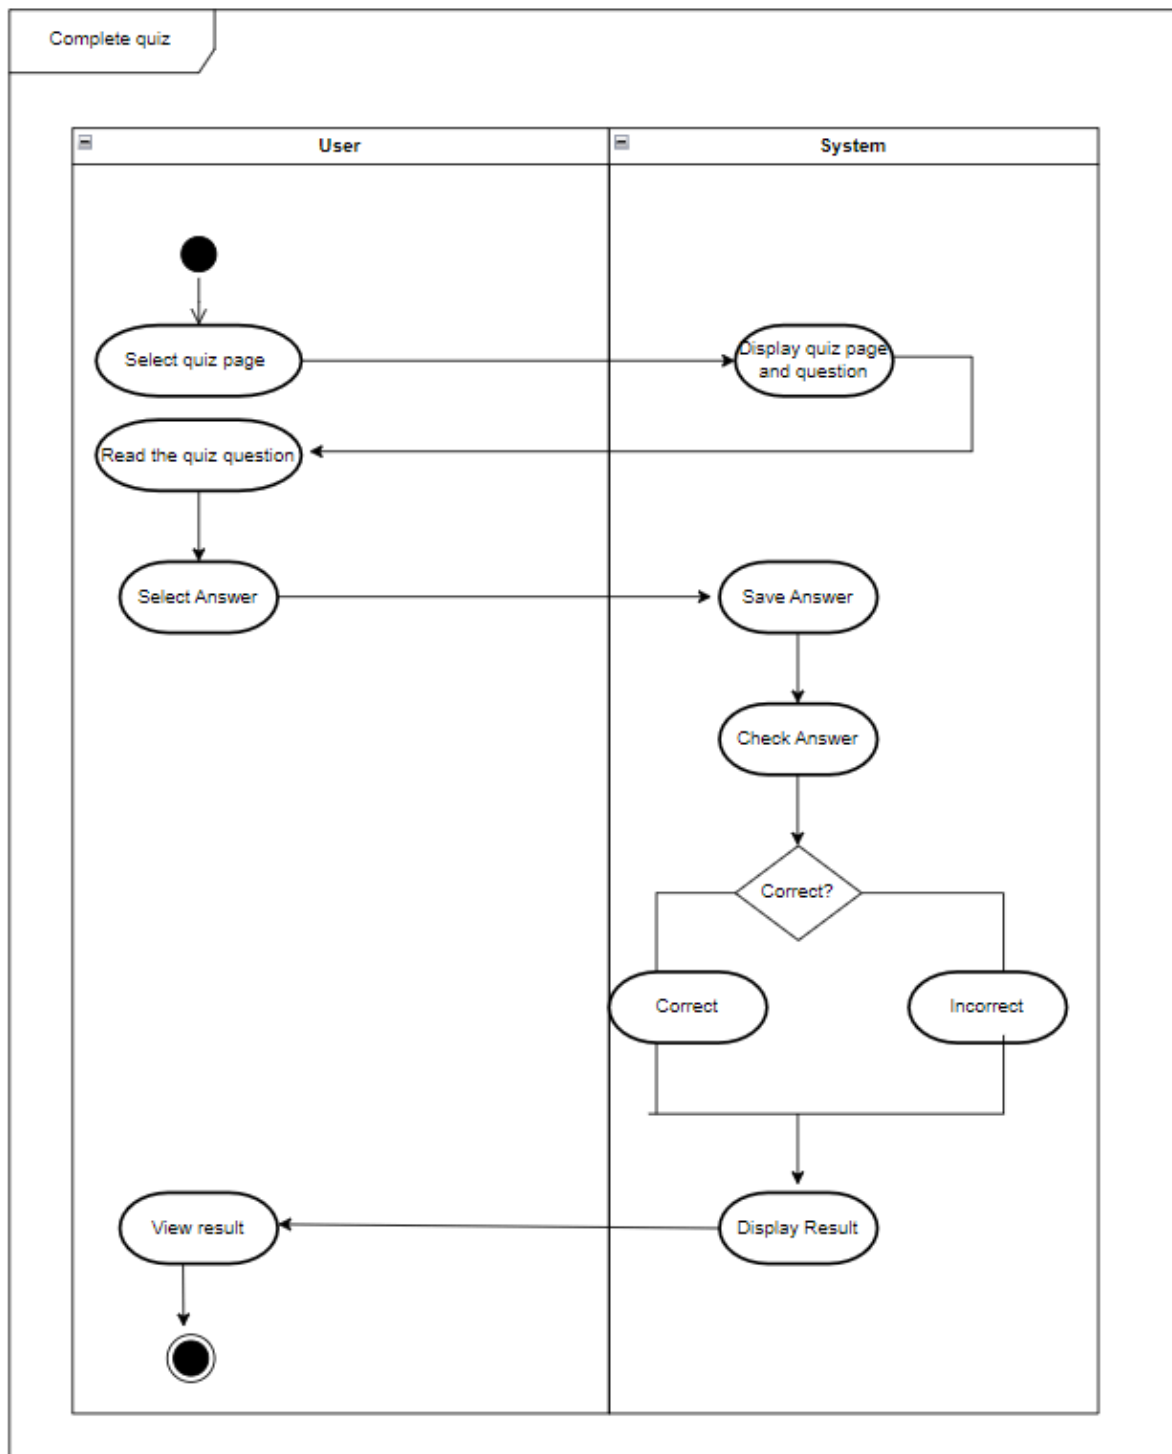 Complete quiz
User
System
Select quiz page
Display quiz page
and question
Read the quiz question
Select Answer
Save Answer
Check Answer
Correct?
Correct
Incorrect
View result
Display Result